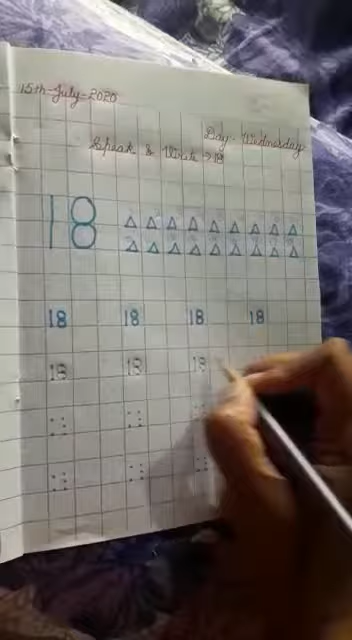 15th-July-2020
Day- Wednesday
Speak & Write → 18
18
18 18 18 18
18 18 18